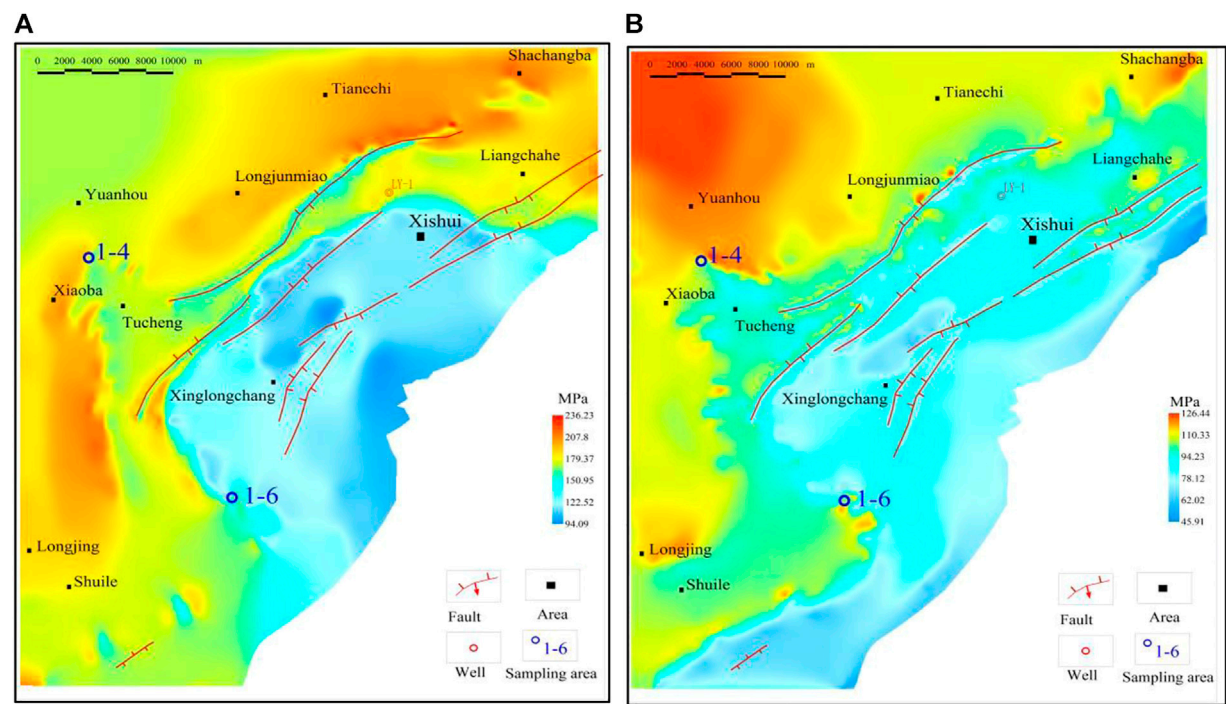 A
0 2000 4000 6000 8000 10000 m
Shachangba
Tianechi
Liangchahe
Longjunmiao
LY-1
Yuanhou
Xishui
1-4
Xiaoba
Tucheng
Xinglongchang
MPa
236.23
207.8
179.37
150.95
122.52
94.09
1-6
Longjing
Shuile
Fault
Area
1-6
Well
Sampling area
B
0 2000 4000 6000 8000 10000 m
Shachangba
Tianechi
Liangchahe
Longjunmiao
LY-1
Yuanhou
Xishui
1-4
Xiaoba
Tucheng
Xinglongchang
MPa
126.44
110.33
94.23
78.12
62.02
45.91
1-6
Longjing
Shuile
Fault
Area
1-6
Well
Sampling area